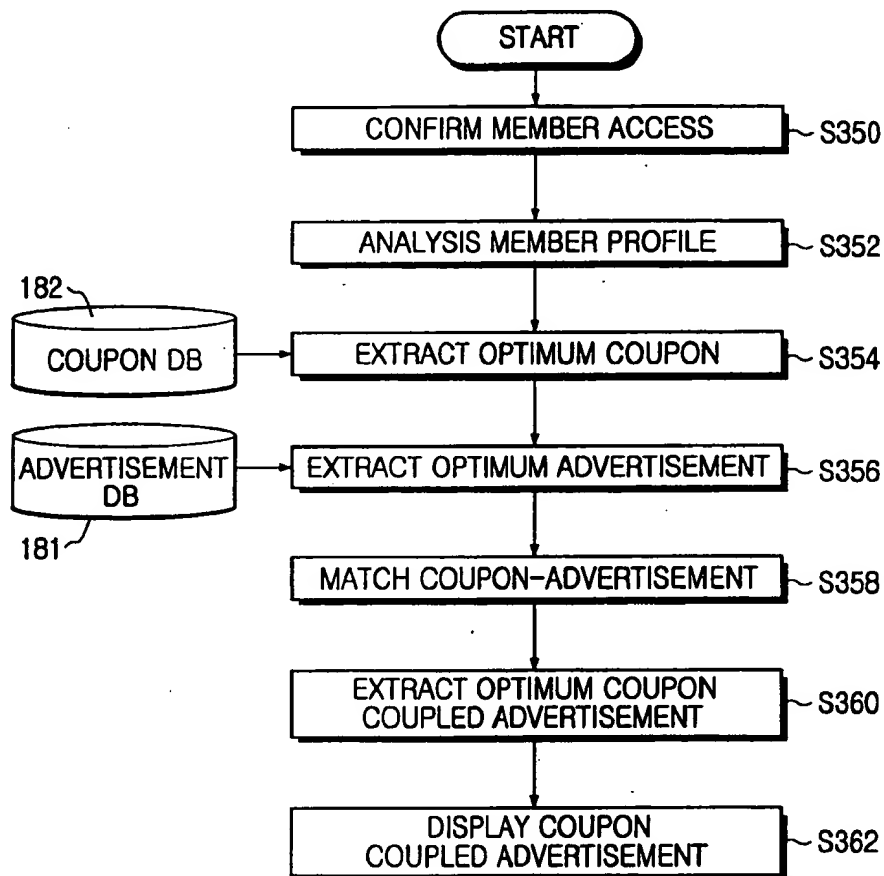 START
CONFIRM MEMBER ACCESS
S350
ANALYSIS MEMBER PROFILE
S352
182
COUPON DB
EXTRACT OPTIMUM COUPON
S354
ADVERTISEMENT
DB
181
EXTRACT OPTIMUM ADVERTISEMENT
S356
MATCH COUPON-ADVERTISEMENT
S358
EXTRACT OPTIMUM COUPON
COUPLED ADVERTISEMENT
S360
DISPLAY COUPON
COUPLED ADVERTISEMENT
S362